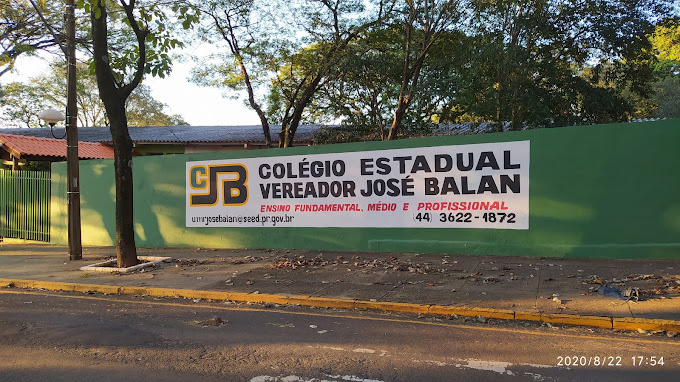 CJB
COLÉGIO ESTADUAL
VEREADOR JOSÉ BALAN
ENSINO FUNDAMENTAL, MÉDIO E PROFISSIONAL
umrjosebalan@seed.pr.gov.br
(44) 3622-1872
2020/8/22 17:54